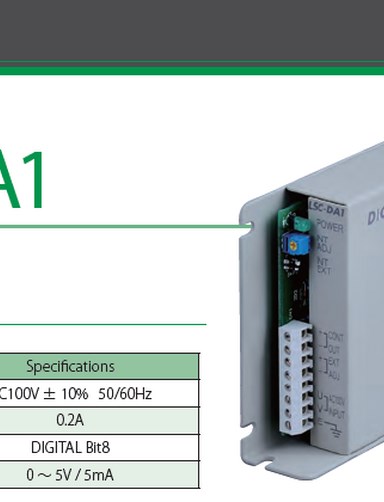 A1
LSC-DA1
DIG
POWER
INT
ADJ
INT
EXT
CONT
OUT
EXT
ADJ
AC100V
INPUT
Specifications
C100V ± 10% 50/60Hz
0.2A
DIGITAL Bit8
0 ～ 5V / 5mA